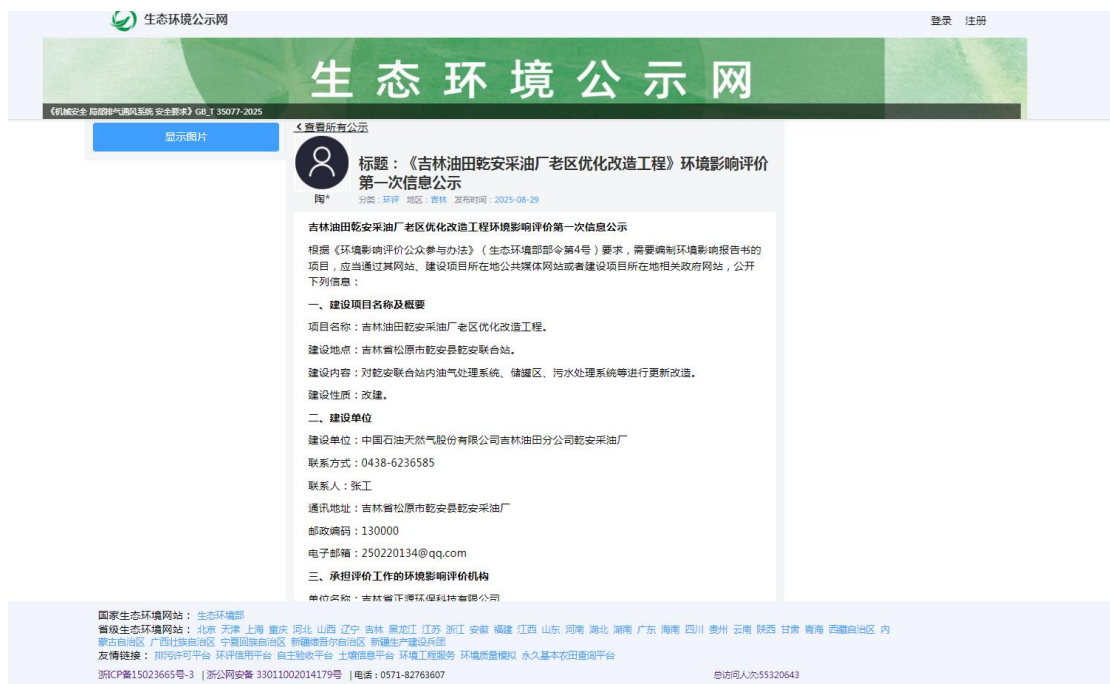 生态环境公示网
登录 注册
生态环境公示网
《机械安全 局部排气通风系统 安全要求》GB_T 35077-2025
显示图片
く查看所有公示
标题：《吉林油田乾安采油厂老区优化改造工程》环境影响评价
第一次信息公示
陶*
分类：环评 地区：吉林 发布时间：2025-08-29
吉林油田乾安采油厂老区优化改造工程环境影响评价第一次信息公示
根据《环境影响评价公众参与办法》（生态环境部部令第4号）要求，需要编制环境影响报告书的
项目，应当通过其网站、建设项目所在地公共媒体网站或者建设项目所在地相关政府网站，公开
下列信息：
一、建设项目名称及概要
项目名称：吉林油田乾安采油厂老区优化改造工程。
建设地点：吉林省松原市乾安县乾安联合站。
建设内容：对乾安联合站内油气处理系统、储罐区、污水处理系统等进行更新改造。
建设性质：改建。
二、建设单位
建设单位：中国石油天然气股份有限公司吉林油田分公司乾安采油厂
联系方式：0438-6236585
联系人：张工
通讯地址：吉林省松原市乾安县乾安采油厂
邮政编码：130000
电子邮箱：250220134@qq.com
三、承担评价工作的环境影响评价机构
单位名称：吉林省正源环保科技有限公司
国家生态环境网站： 生态环境部
省级生态环境网站： 北京 天津 上海 重庆 河北 山西 辽宁 吉林 黑龙江 江苏 浙江 安徽 福建 江西 山东 河南 湖北 湖南 广东 海南 四川 贵州 云南 陕西 甘肃 青海 西藏自治区 内
蒙古自治区 广西壮族自治区 宁夏回族自治区 新疆维吾尔自治区 新疆生产建设兵团
友情链接： 排污许可平台 环评信用平台 自主验收平台 土壤信息平台 环境工程服务 环境质量模拟 永久基本农田查询平台
浙ICP备15023665号-3 |浙公网安备 33011002014179号 |电话：0571-82763607 总访问人次:55320643